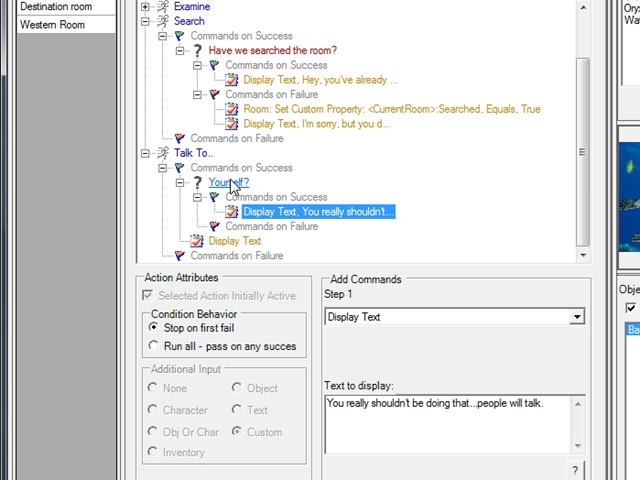 Destination room
Western Room
Examine
Search
Commands on Success
Have we searched the room?
Commands on Success
Display Text, Hey, you've already ...
Commands on Failure
Room: Set Custom Property: <CurrentRoom>:Searched, Equals, True
Display Text, I'm sorry, but you d...
Commands on Failure
Talk To..
Commands on Success
Yourself?
Commands on Success
Display Text, You really shouldn't...
Commands on Failure
Display Text
Commands on Failure
Action Attributes
Selected Action Initially Active
Condition Behavior
Stop on first fail
Run all - pass on any succes
Additional Input
None
Object
Character
Text
Obj Or Char
Custom
Inventory
Add Commands
Step 1
Display Text
Text to display:
You really shouldn't be doing that...people will talk.
?
Obje
Ba